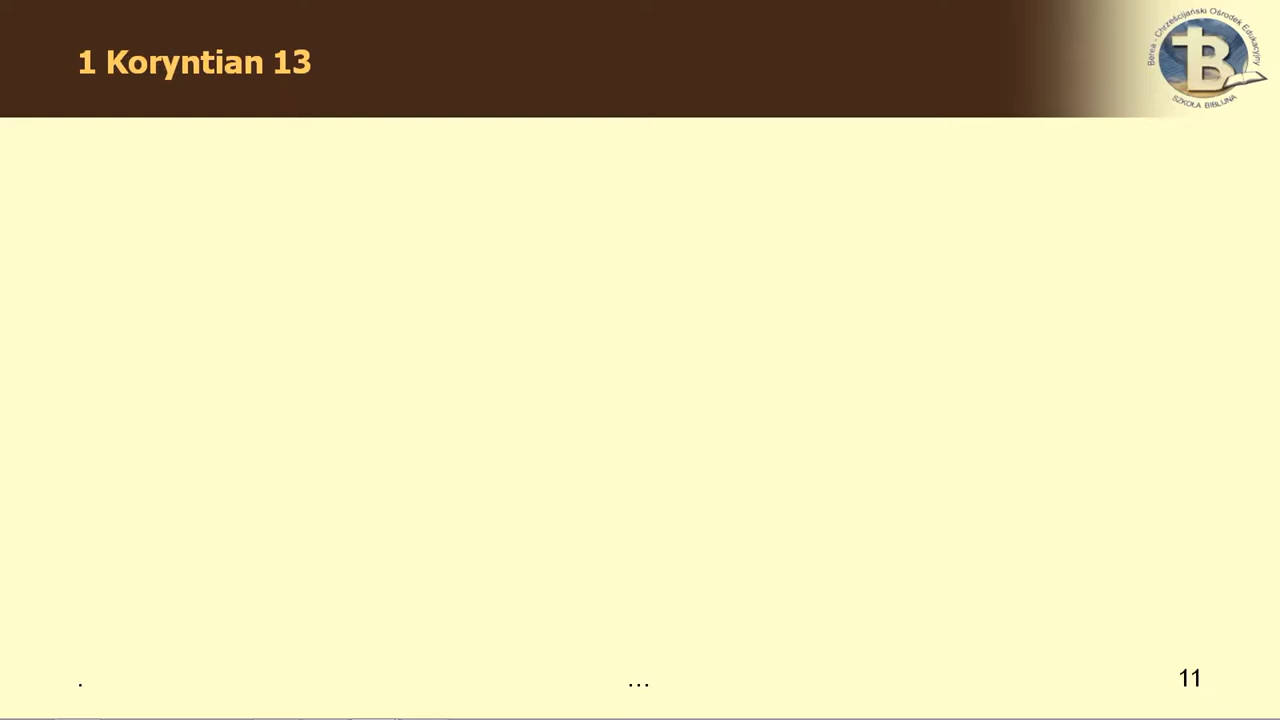 1 Koryntian 13
Berea - Chrześcijański Ośrodek Edukacyjny
B
SZKOŁA BIBLIJNA
.
...
11